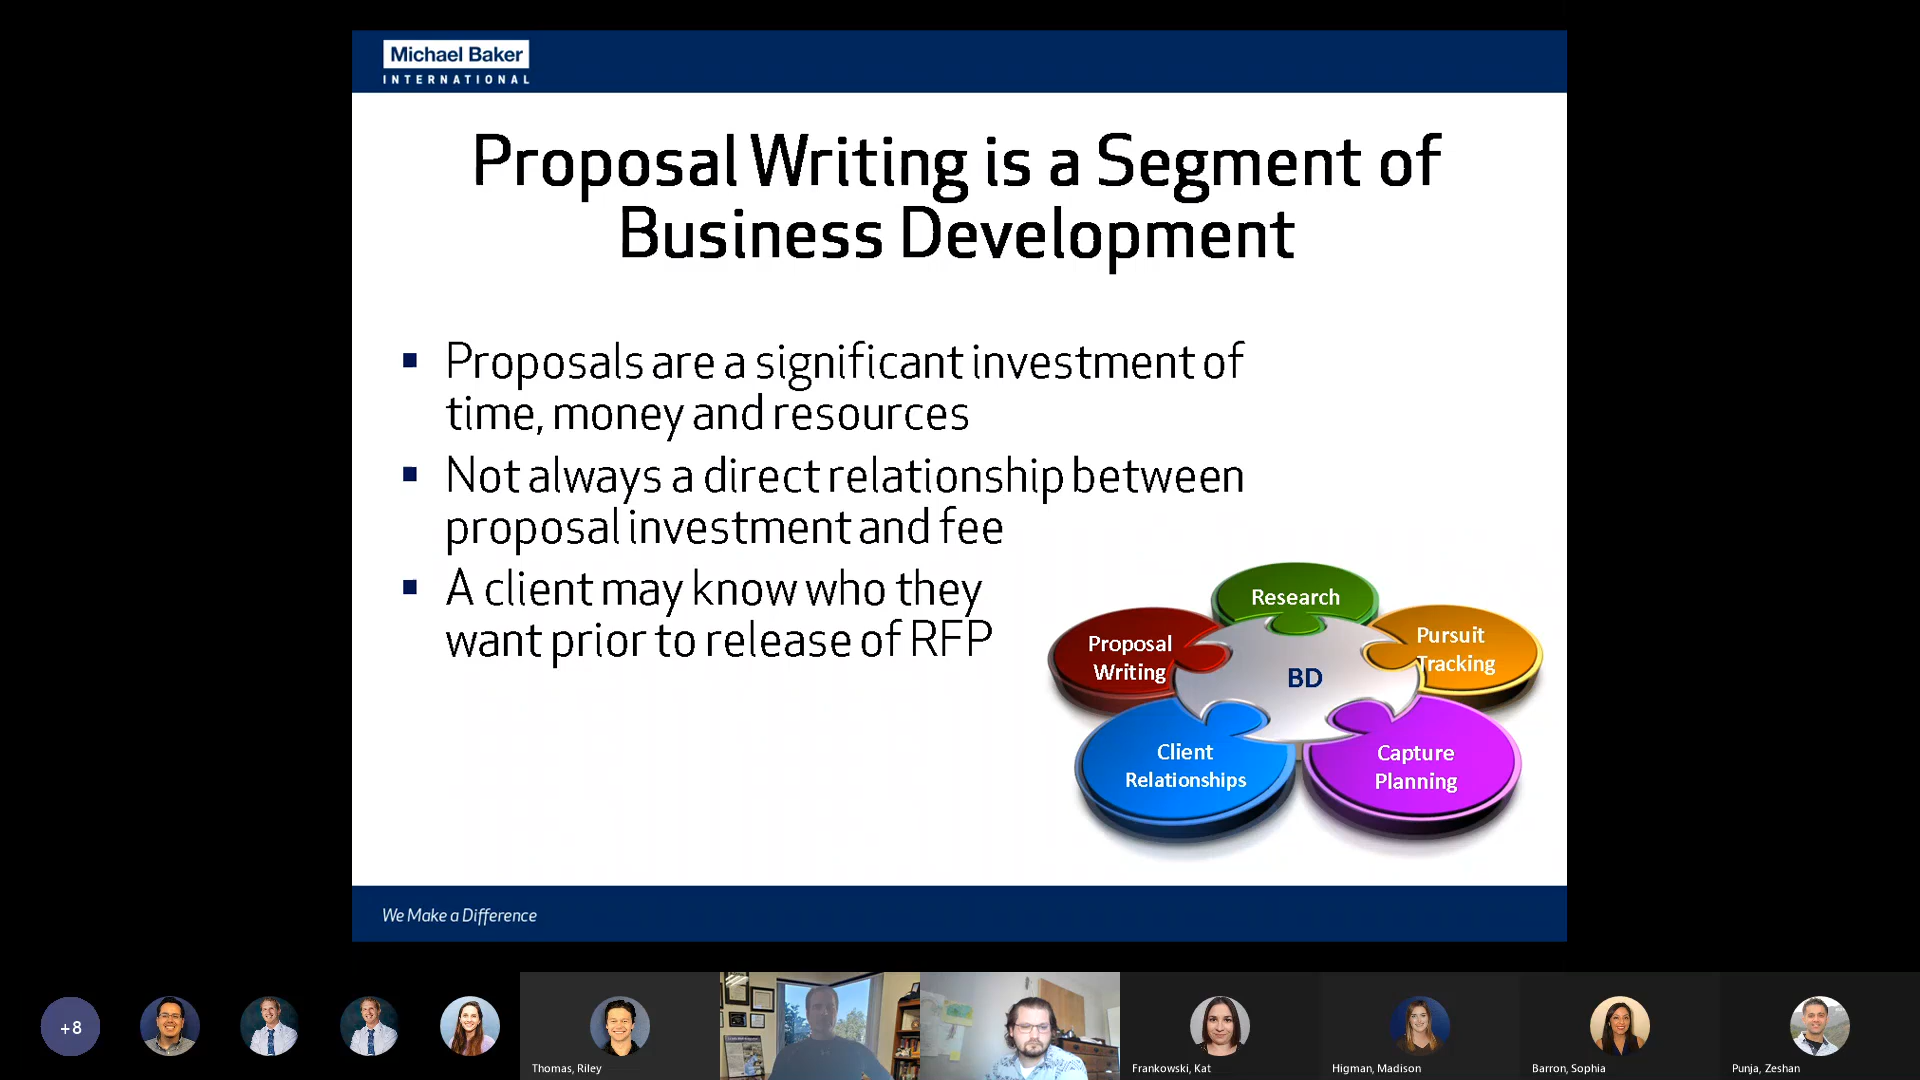 Michael Baker
INTERNATIONAL
Proposal Writing is a Segment of
Business Development
▪ Proposals are a significant investment of
time, money and resources
▪ Not always a direct relationship between
proposal investment and fee
▪ A client may know who they
want prior to release of RFP
Research
Proposal
Writing
Pursuit
Tracking
BD
Client
Relationships
Capture
Planning
We Make a Difference
+8
Thomas, Riley
Frankowski, Kat
Higman, Madison
Barron, Sophia
Punja, Zeshan